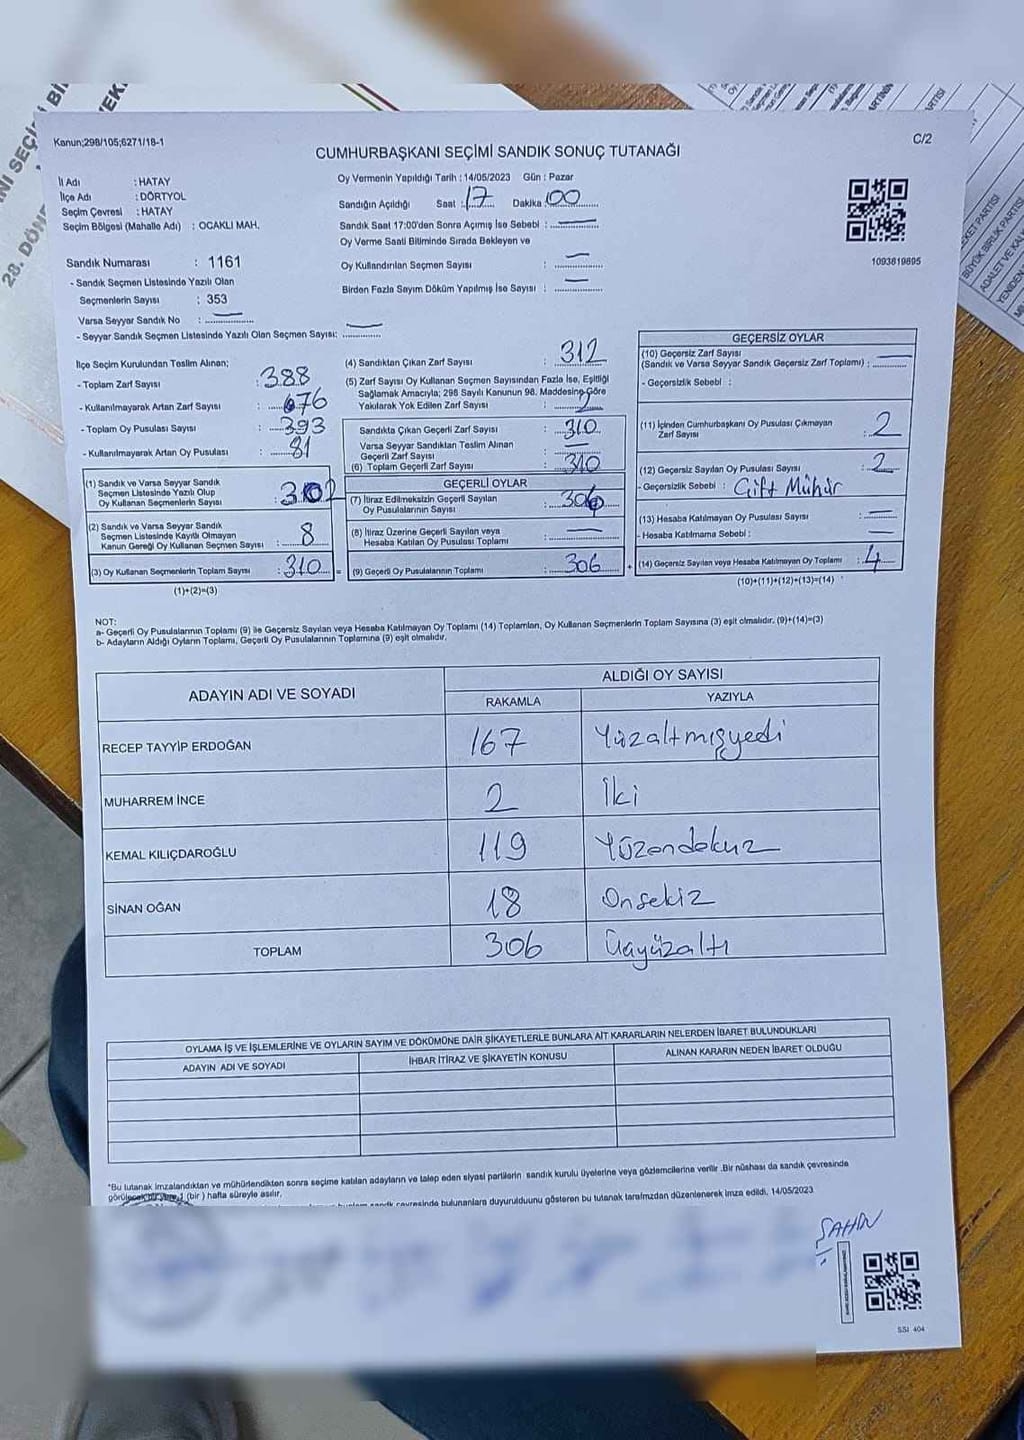 Kanun;298/105;6271/18-1
C/2
CUMHURBAŞKANI SEÇİMİ SANDIK SONUÇ TUTANAĞI
İl Adı : HATAY
İlçe Adı : DÖRTYOL
Seçim Çevresi : HATAY
Seçim Bölgesi (Mahalle Adı) : OCAKLI MAH.
Oy Vermenin Yapıldığı Tarih : 14/05/2023 Gün : Pazar
Sandığın Açıldığı Saat : 17 Dakika : 00
Sandık Saat 17:00'den Sonra Açımış İse Sebebi : —
Oy Verme Saati Bitiminde Sırada Bekleyen ve
Oy Kullandırılan Seçmen Sayısı : —
Birden Fazla Sayım Döküm Yapılmış İse Sayısı : —
1093819895
Sandık Numarası : 1161
- Sandık Seçmen Listesinde Yazılı Olan
Seçmenlerin Sayısı : 353
Varsa Seyyar Sandık No : —
- Seyyar Sandık Seçmen Listesinde Yazılı Olan Seçmen Sayısı: —
İlçe Seçim Kurulundan Teslim Alınan;
- Toplam Zarf Sayısı : 388
- Kullanılmayarak Artan Zarf Sayısı : 76
- Toplam Oy Pusulası Sayısı : 393
- Kullanılmayarak Artan Oy Pusulası : 81
(1) Sandık ve Varsa Seyyar Sandık
Seçmen Listesinde Yazılı Olup
Oy Kullanan Seçmenlerin Sayısı : 302
(2) Sandık ve Varsa Seyyar Sandık
Seçmen Listesinde Kayıtlı Olmayan
Kanun Gereği Oy Kullanan Seçmen Sayısı : 8
(3) Oy Kullanan Seçmenlerin Toplam Sayısı : 310 =
(1)+(2)=(3)
(4) Sandıktan Çıkan Zarf Sayısı : 312
(5) Zarf Sayısı Oy Kullanan Seçmen Sayısından Fazla İse, Eşitliği
Sağlamak Amacıyla; 298 Sayılı Kanunun 98. Maddesine Göre
Yakılarak Yok Edilen Zarf Sayısı : 2
Sandıkta Çıkan Geçerli Zarf Sayısı : 310
Varsa Seyyar Sandıktan Teslim Alınan
Geçerli Zarf Sayısı : —
(6) Toplam Geçerli Zarf Sayısı : 310
GEÇERLİ OYLAR
(7) İtiraz Edilmeksizin Geçerli Sayılan
Oy Pusulalarının Sayısı : 306
(8) İtiraz Üzerine Geçerli Sayılan veya
Hesaba Katılan Oy Pusulası Toplamı : —
(9) Geçerli Oy Pusulalarının Toplamı : 306 +
GEÇERSİZ OYLAR
(10) Geçersiz Zarf Sayısı
(Sandık ve Varsa Seyyar Sandık Geçersiz Zarf Toplamı) : —
- Geçersizlik Sebebi :
(11) İçinden Cumhurbaşkanı Oy Pusulası Çıkmayan
Zarf Sayısı : 2
(12) Geçersiz Sayılan Oy Pusulası Sayısı : 2
- Geçersizlik Sebebi : Çift Mühür
(13) Hesaba Katılmayan Oy Pusulası Sayısı : —
- Hesaba Katılmama Sebebi : —
(14) Geçersiz Sayılan veya Hesaba Katılmayan Oy Toplamı : 4
(10)+(11)+(12)+(13)=(14)
NOT:
a- Geçerli Oy Pusulalarının Toplamı (9) ile Geçersiz Sayılan veya Hesaba Katılmayan Oy Toplamı (14) Toplamları, Oy Kullanan Seçmenlerin Toplam Sayısına (3) eşit olmalıdır. (9)+(14)=(3)
b- Adayların Aldığı Oyların Toplamı, Geçerli Oy Pusulalarının Toplamına (9) eşit olmalıdır.
ADAYIN ADI VE SOYADI
ALDIĞI OY SAYISI
RAKAMLA YAZIYLA
RECEP TAYYİP ERDOĞAN 167 Yüzaltmışyedi
MUHARREM İNCE 2 İki
KEMAL KILIÇDAROĞLU 119 Yüzondokuz
SİNAN OĞAN 18 Onsekiz
TOPLAM 306 Üçyüzaltı
OYLAMA İŞ VE İŞLEMLERİNE VE OYLARIN SAYIM VE DÖKÜMÜNE DAİR ŞİKAYETLERLE BUNLARA AİT KARARLARIN NELERDEN İBARET BULUNDUKLARI
ADAYIN ADI VE SOYADI İHBAR İTİRAZ VE ŞİKAYETİN KONUSU ALINAN KARARIN NEDEN İBARET OLDUĞU
*Bu tutanak imzalandıktan ve mühürlendikten sonra seçime katılan adayların ve talep eden siyasi partilerin sandık kurulu üyelerine veya gözlemcilerine verilir .Bir nüshası da sandık çevresinde
görülecek bir yere 1 (bir ) hafta süreyle asılır.
sandık çevresinde bulunanlara duyurulduunu gösteren bu tutanak tarafımızdan düzenlenerek imza edildi. 14/05/2023
ŞAHİN
SSI 404